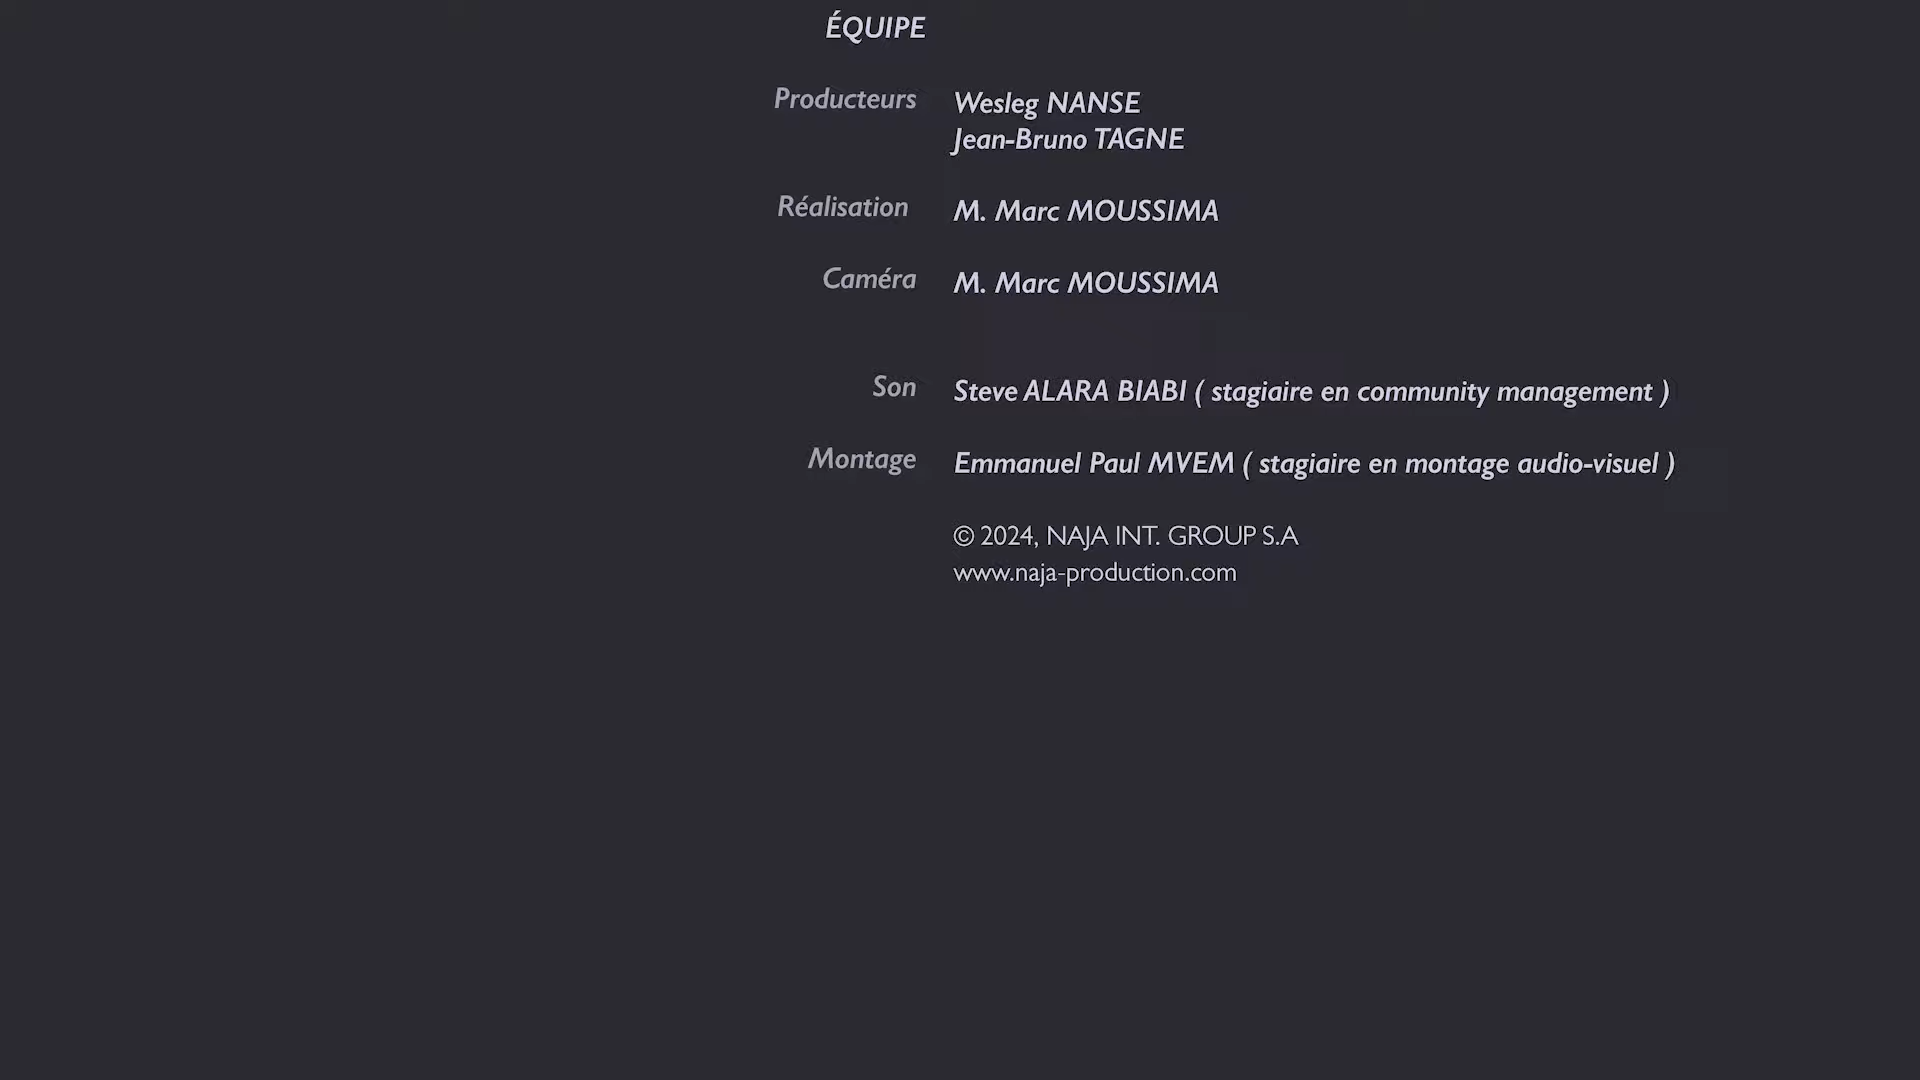 ÉQUIPE
Producteurs Wesleg NANSE
Jean-Bruno TAGNE
Réalisation M. Marc MOUSSIMA
Caméra M. Marc MOUSSIMA
Son Steve ALARA BIABI ( stagiaire en community management )
Montage Emmanuel Paul MVEM ( stagiaire en montage audio-visuel )
© 2024, NAJA INT. GROUP S.A
www.naja-production.com